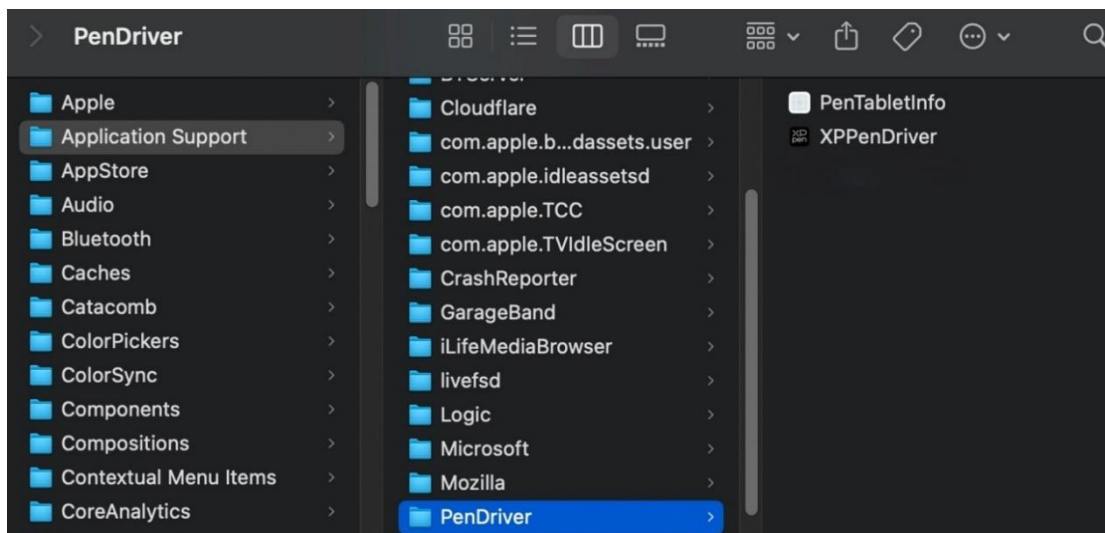 PenDriver
Apple
Application Support
AppStore
Audio
Bluetooth
Caches
Catacomb
ColorPickers
ColorSync
Components
Compositions
Contextual Menu Items
CoreAnalytics
Cloudflare
com.apple.b...dassets.user
com.apple.idleassetsd
com.apple.TCC
com.apple.TVIdleScreen
CrashReporter
GarageBand
iLifeMediaBrowser
livefsd
Logic
Microsoft
Mozilla
PenDriver
PenTabletInfo
XP
pen
XPPenDriver